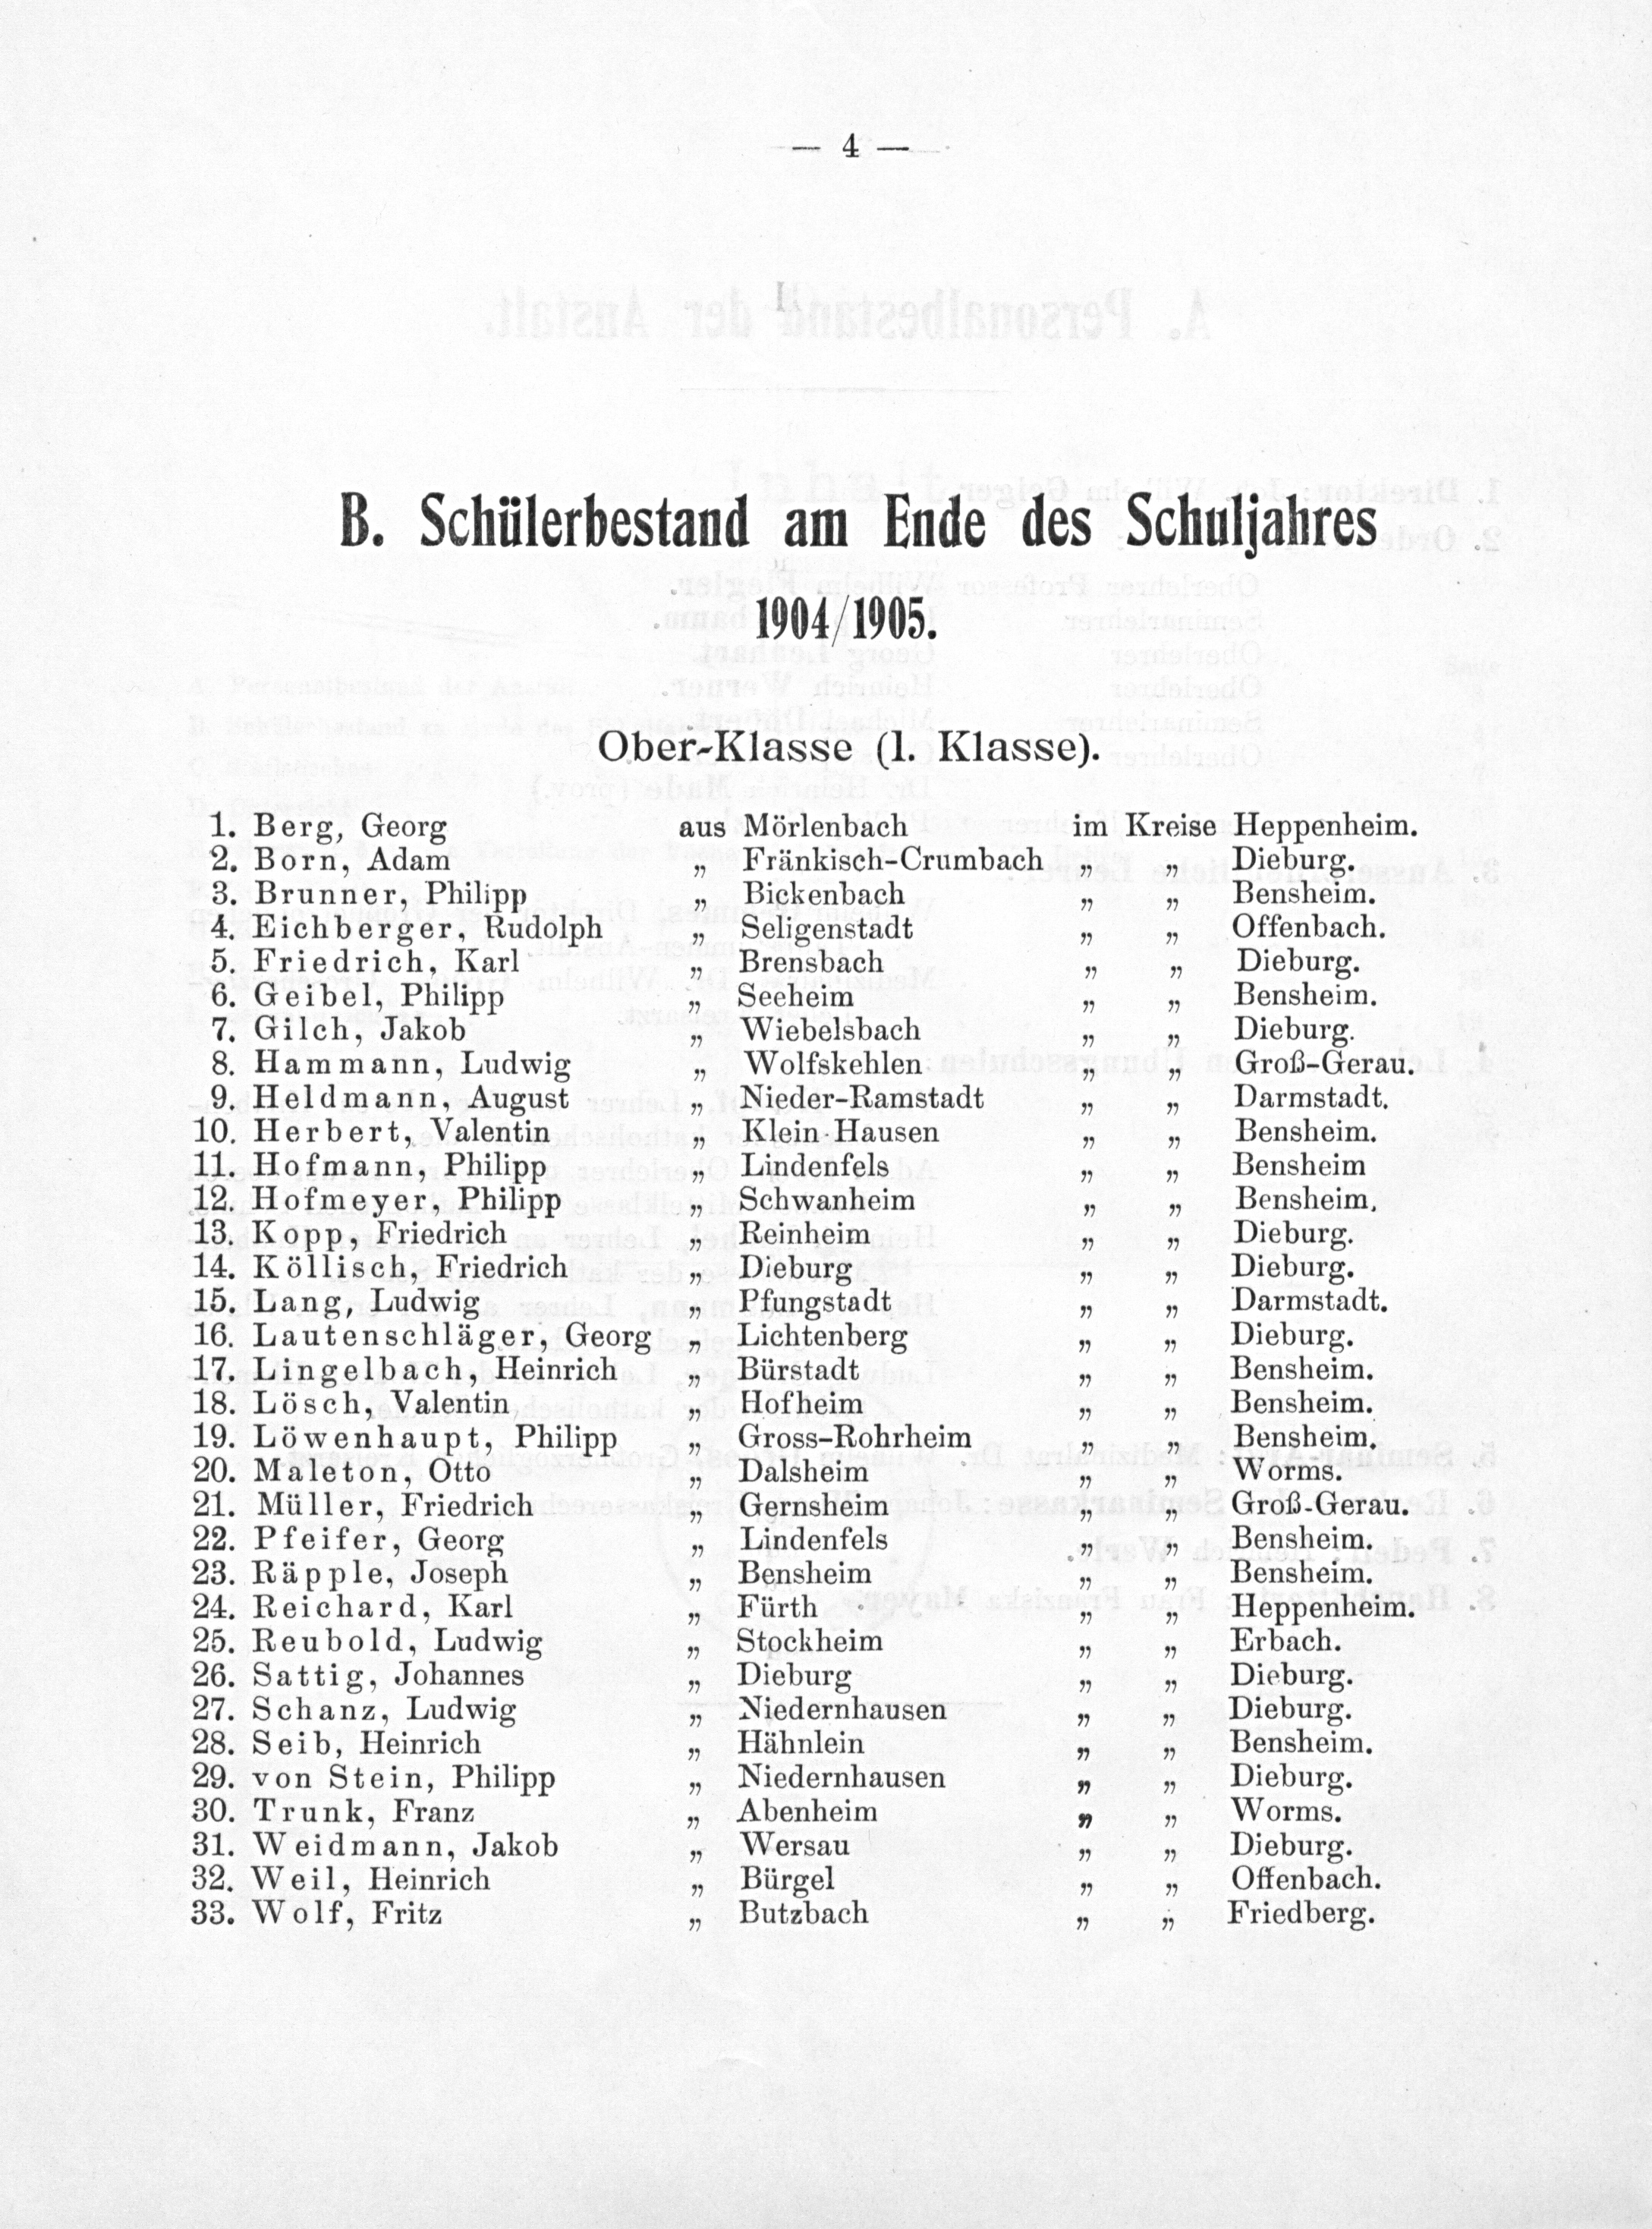 — 4 —
B. Schülerbestand am Ende des Schuljahres
1904/1905.
Ober-Klasse (1. Klasse).
1. Berg, Georg aus Mörlenbach im Kreise Heppenheim.
2. Born, Adam „ Fränkisch-Crumbach „ „ Dieburg.
3. Brunner, Philipp „ Bickenbach „ „ Bensheim.
4. Eichberger, Rudolph „ Seligenstadt „ „ Offenbach.
5. Friedrich, Karl „ Brensbach „ „ Dieburg.
6. Geibel, Philipp „ Seeheim „ „ Bensheim.
7. Gilch, Jakob „ Wiebelsbach „ „ Dieburg.
8. Hammann, Ludwig „ Wolfskehlen „ „ Groß-Gerau.
9. Heldmann, August „ Nieder-Ramstadt „ „ Darmstadt.
10. Herbert, Valentin „ Klein-Hausen „ „ Bensheim.
11. Hofmann, Philipp „ Lindenfels „ „ Bensheim
12. Hofmeyer, Philipp „ Schwanheim „ „ Bensheim.
13. Kopp, Friedrich „ Reinheim „ „ Dieburg.
14. Köllisch, Friedrich „ Dieburg „ „ Dieburg.
15. Lang, Ludwig „ Pfungstadt „ „ Darmstadt.
16. Lautenschläger, Georg „ Lichtenberg „ „ Dieburg.
17. Lingelbach, Heinrich „ Bürstadt „ „ Bensheim.
18. Lösch, Valentin „ Hofheim „ „ Bensheim.
19. Löwenhaupt, Philipp „ Gross-Rohrheim „ „ Bensheim.
20. Maleton, Otto „ Dalsheim „ „ Worms.
21. Müller, Friedrich „ Gernsheim „ „ Groß-Gerau.
22. Pfeifer, Georg „ Lindenfels „ „ Bensheim.
23. Räpple, Joseph „ Bensheim „ „ Bensheim.
24. Reichard, Karl „ Fürth „ „ Heppenheim.
25. Reubold, Ludwig „ Stockheim „ „ Erbach.
26. Sattig, Johannes „ Dieburg „ „ Dieburg.
27. Schanz, Ludwig „ Niedernhausen „ „ Dieburg.
28. Seib, Heinrich „ Hähnlein „ „ Bensheim.
29. von Stein, Philipp „ Niedernhausen „ „ Dieburg.
30. Trunk, Franz „ Abenheim „ „ Worms.
31. Weidmann, Jakob „ Wersau „ „ Dieburg.
32. Weil, Heinrich „ Bürgel „ „ Offenbach.
33. Wolf, Fritz „ Butzbach „ „ Friedberg.